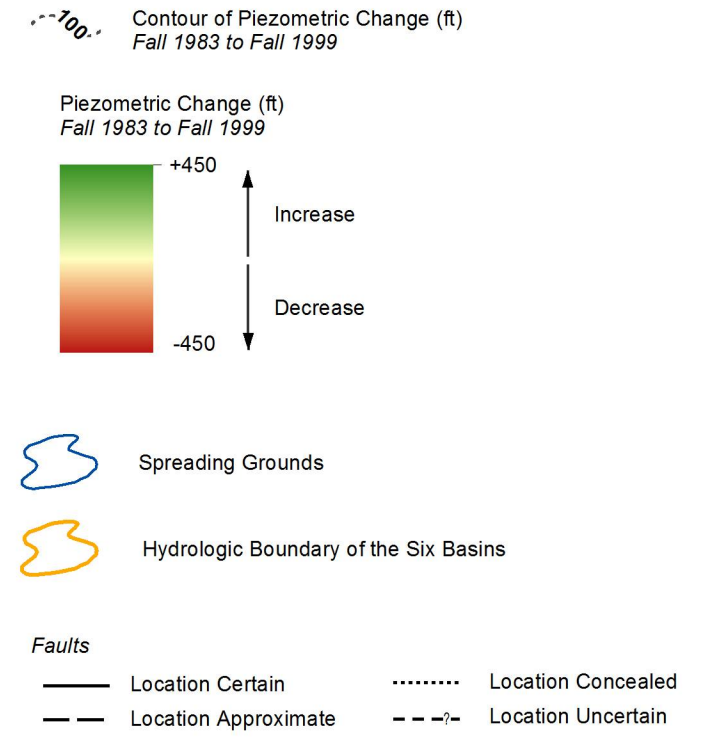 100
Contour of Piezometric Change (ft)
Fall 1983 to Fall 1999
Piezometric Change (ft)
Fall 1983 to Fall 1999
+450
Increase
Decrease
-450
Spreading Grounds
Hydrologic Boundary of the Six Basins
Faults
Location Certain
Location Concealed
Location Approximate
?
Location Uncertain